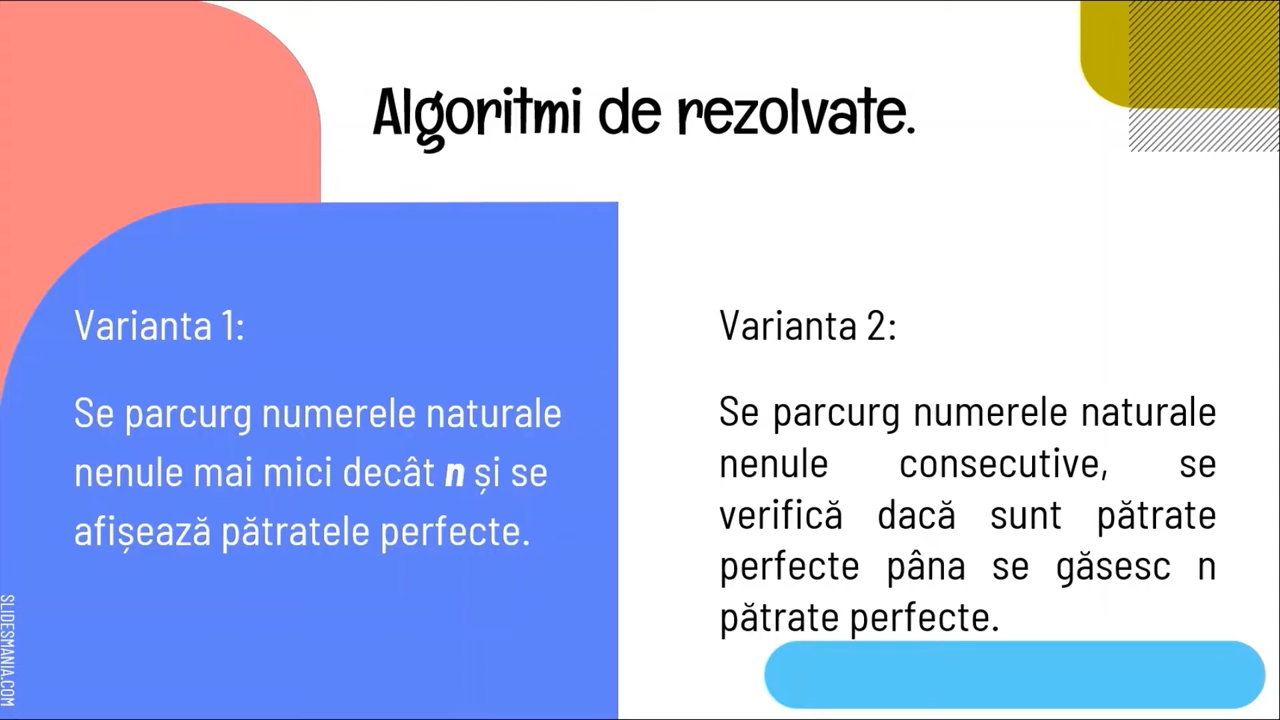 Algoritmi de rezolvate.
Varianta 1:
Se parcurg numerele naturale
nenule mai mici decât n și se
afișează pătratele perfecte.
Varianta 2:
Se parcurg numerele naturale
nenule consecutive, se
verifică dacă sunt pătrate
perfecte pâna se găsesc n
pătrate perfecte.
SLIDESMANIA.COM